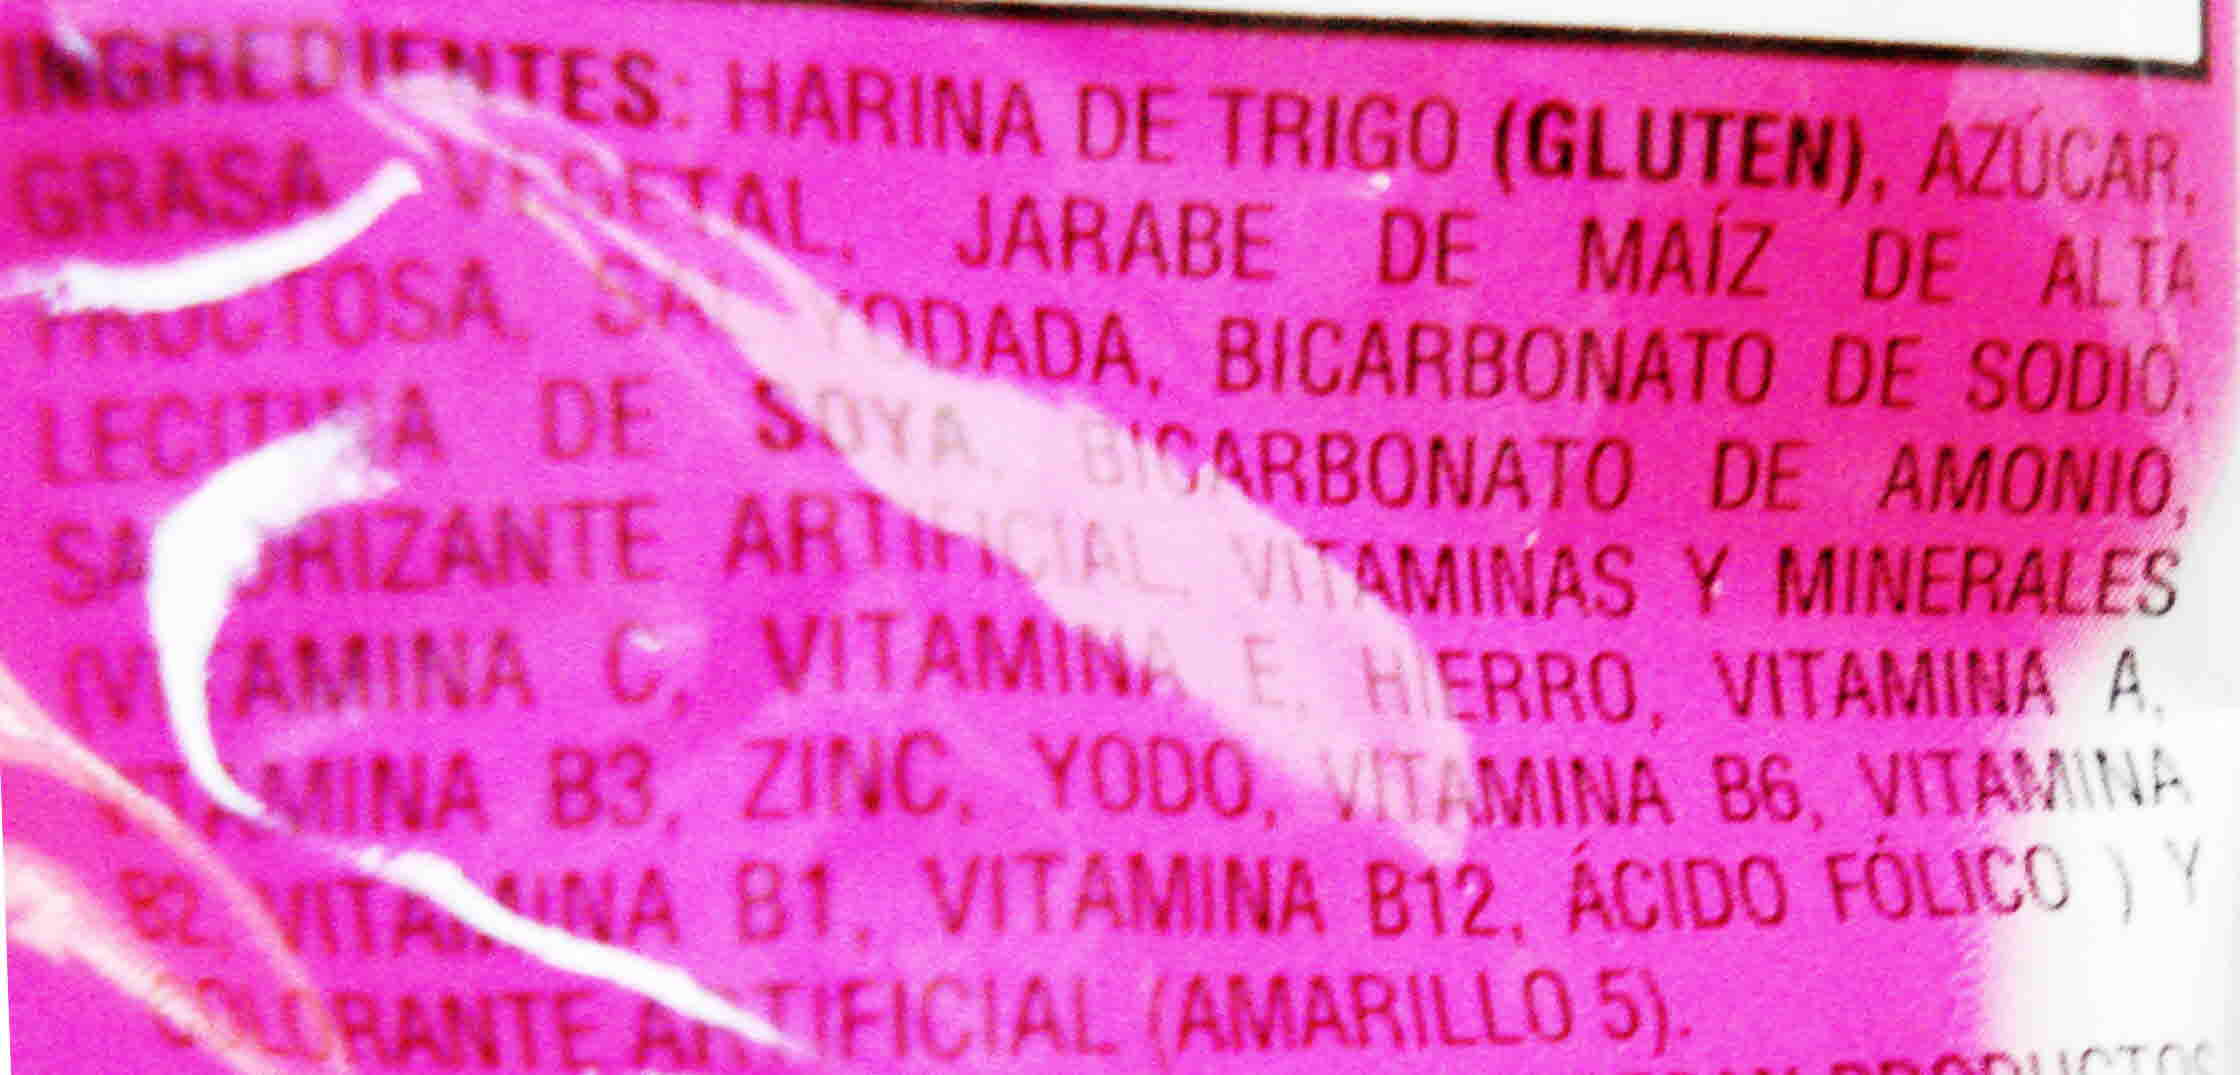 INGREDIENTES: HARINA DE TRIGO (GLUTEN), AZÚCAR,
GRASA VEGETAL, JARABE DE MAÍZ DE ALTA
FRUCTOSA, SAL YODADA, BICARBONATO DE SODIO,
LECITINA DE SOYA, BICARBONATO DE AMONIO,
SABORIZANTE ARTIFICIAL, VITAMINAS Y MINERALES
(VITAMINA C, VITAMINA E, HIERRO, VITAMINA A,
VITAMINA B3, ZINC, YODO, VITAMINA B6, VITAMINA
B2, VITAMINA B1, VITAMINA B12, ÁCIDO FÓLICO ) Y
COLORANTE ARTIFICIAL (AMARILLO 5).
PRODUCTOS